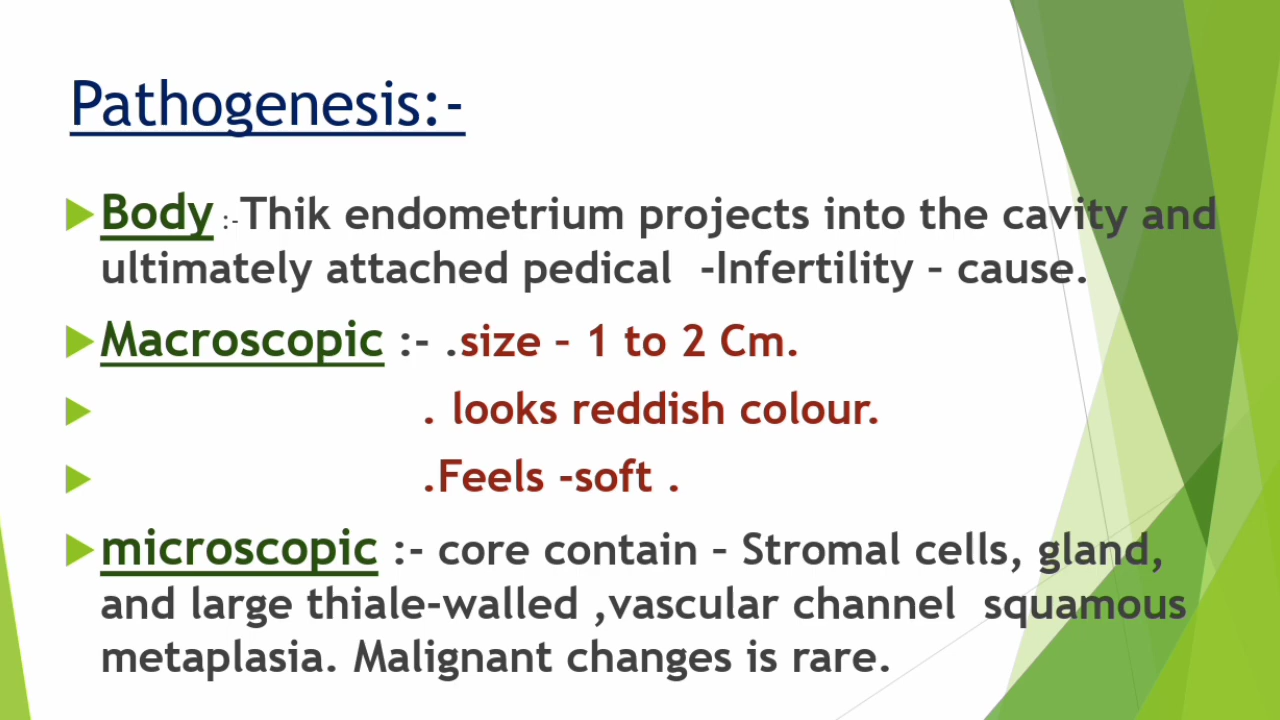 Pathogenesis:-
Body :-Thik endometrium projects into the cavity and
ultimately attached pedical -Infertility – cause.
Macroscopic :- .size – 1 to 2 Cm.
. looks reddish colour.
.Feels -soft .
microscopic :- core contain – Stromal cells, gland,
and large thiale-walled ,vascular channel squamous
metaplasia. Malignant changes is rare.